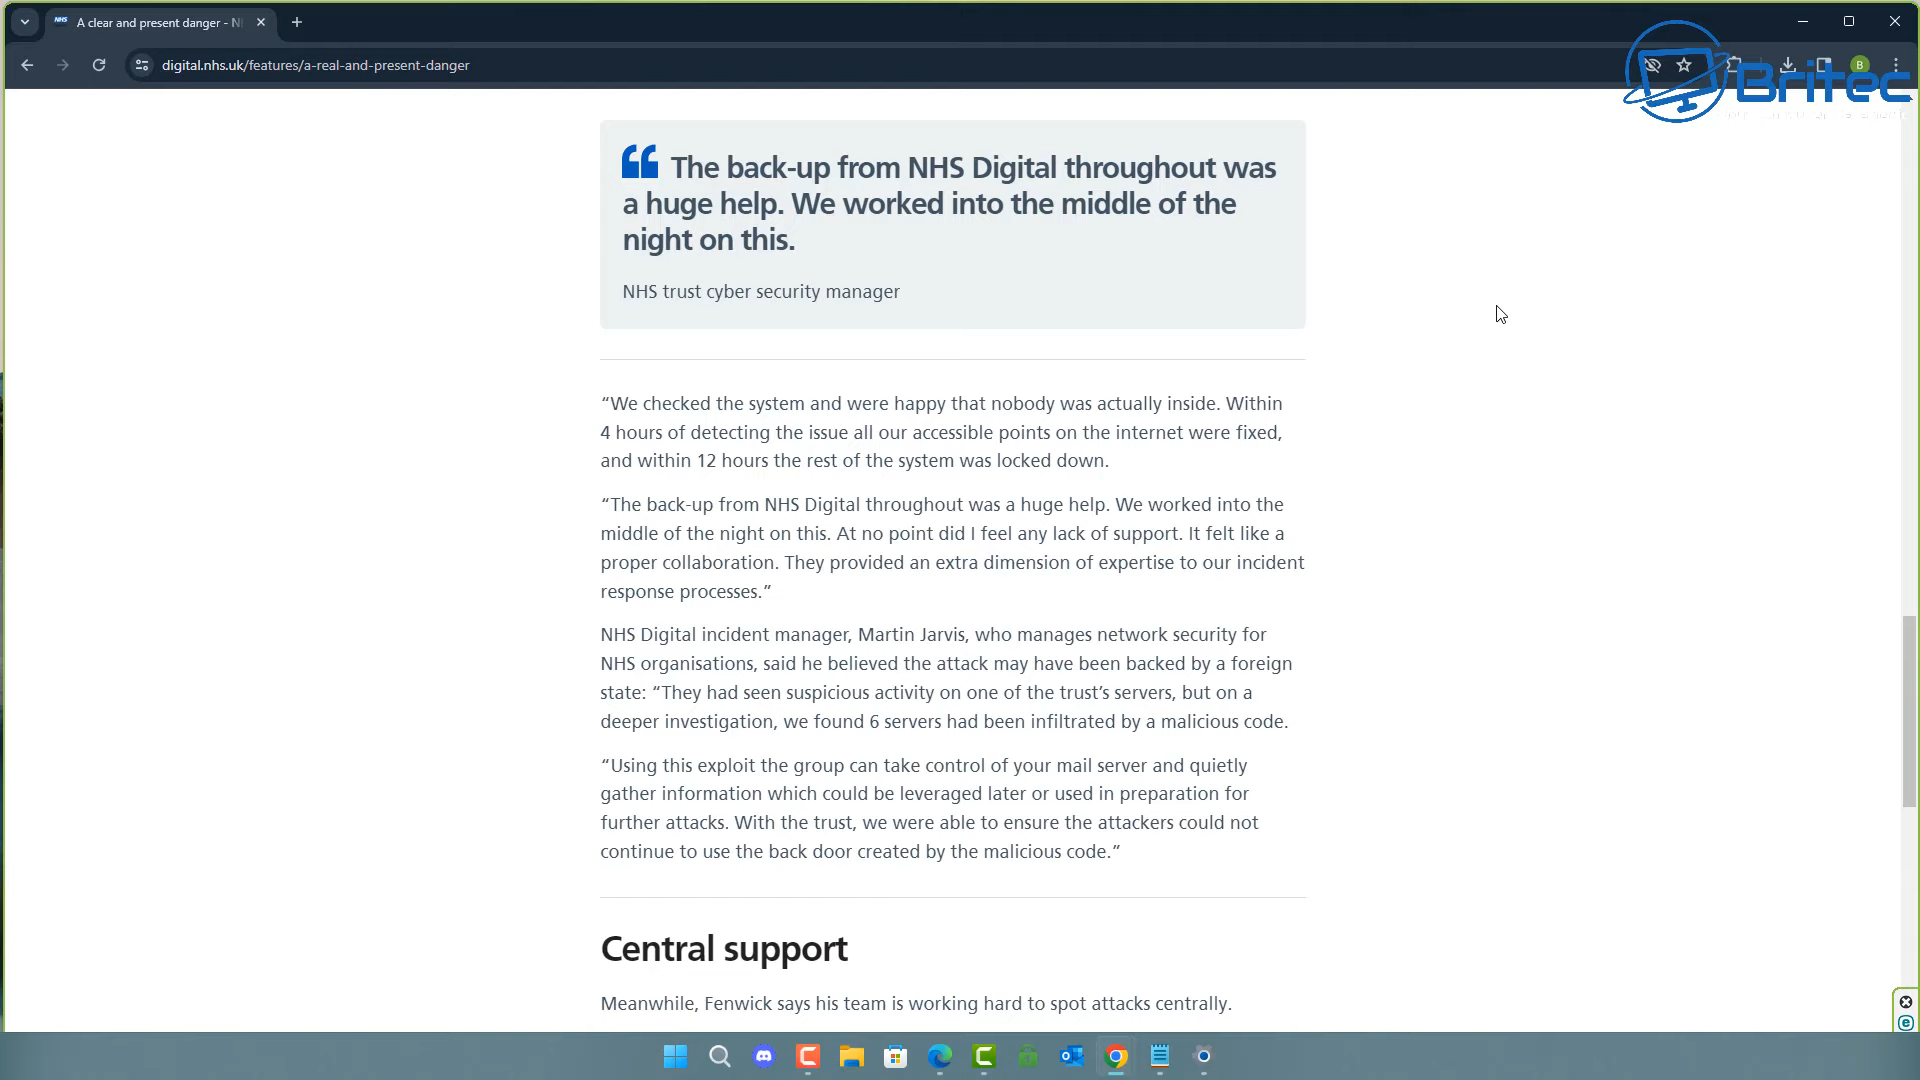 NHS A clear and present danger - N
digital.nhs.uk/features/a-real-and-present-danger
B
Britec
The back-up from NHS Digital throughout was
a huge help. We worked into the middle of the
night on this.
NHS trust cyber security manager
“We checked the system and were happy that nobody was actually inside. Within
4 hours of detecting the issue all our accessible points on the internet were fixed,
and within 12 hours the rest of the system was locked down.
“The back-up from NHS Digital throughout was a huge help. We worked into the
middle of the night on this. At no point did I feel any lack of support. It felt like a
proper collaboration. They provided an extra dimension of expertise to our incident
response processes.”
NHS Digital incident manager, Martin Jarvis, who manages network security for
NHS organisations, said he believed the attack may have been backed by a foreign
state: “They had seen suspicious activity on one of the trust’s servers, but on a
deeper investigation, we found 6 servers had been infiltrated by a malicious code.
“Using this exploit the group can take control of your mail server and quietly
gather information which could be leveraged later or used in preparation for
further attacks. With the trust, we were able to ensure the attackers could not
continue to use the back door created by the malicious code.”
Central support
Meanwhile, Fenwick says his team is working hard to spot attacks centrally.